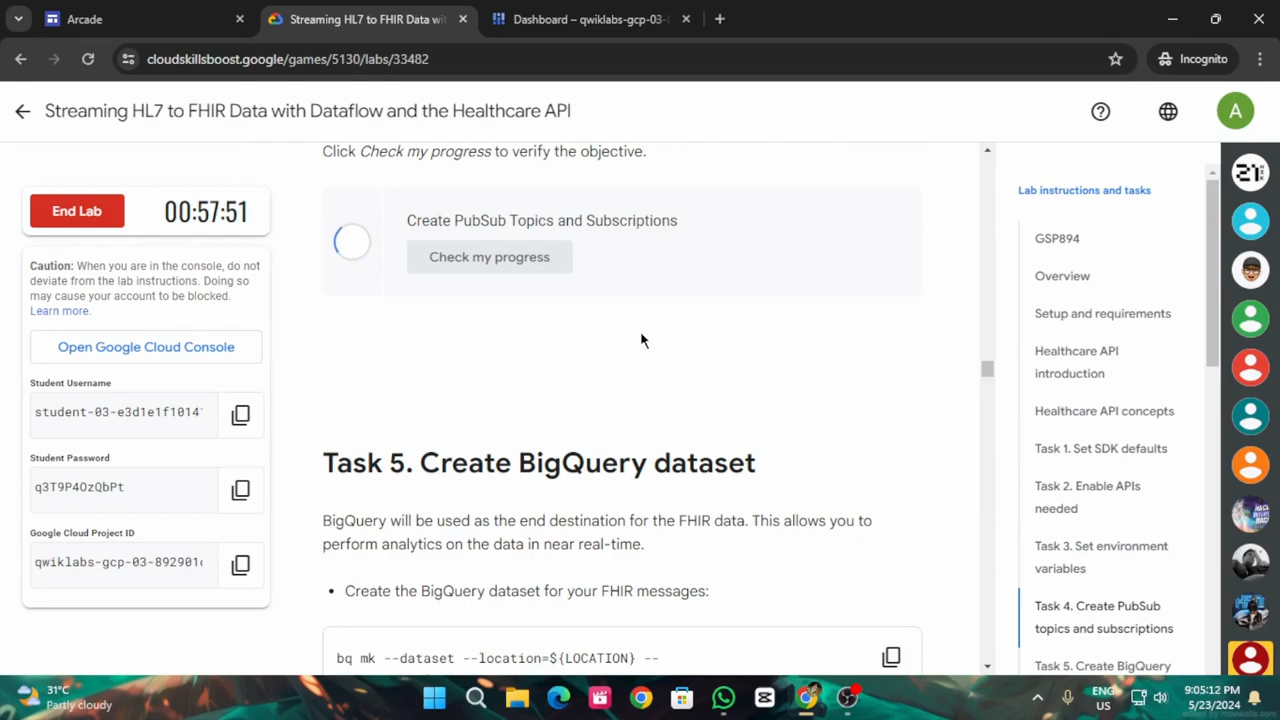 Arcade
Streaming HL7 to FHIR Data wit
Dashboard – qwiklabs-gcp-03-8
cloudskillsboost.google/games/5130/labs/33482
Incognito
Streaming HL7 to FHIR Data with Dataflow and the Healthcare API
A
Click Check my progress to verify the objective.
End Lab
00:57:51
Create PubSub Topics and Subscriptions
Check my progress
Caution: When you are in the console, do not
deviate from the lab instructions. Doing so
may cause your account to be blocked.
Learn more.
Open Google Cloud Console
Student Username
student-03-e3d1e1f1014
Student Password
q3T9P4OzQbPt
Google Cloud Project ID
qwiklabs-gcp-03-892901
Task 5. Create BigQuery dataset
BigQuery will be used as the end destination for the FHIR data. This allows you to
perform analytics on the data in near real-time.
• Create the BigQuery dataset for your FHIR messages:
bq mk --dataset --location=${LOCATION} --
Lab instructions and tasks
GSP894
Overview
Setup and requirements
Healthcare API
introduction
Healthcare API concepts
Task 1. Set SDK defaults
Task 2. Enable APIs
needed
Task 3. Set environment
variables
Task 4. Create PubSub
topics and subscriptions
Task 5. Create BigQuery
31°C
Partly cloudy
ENG
US
9:05:12 PM
5/23/2024